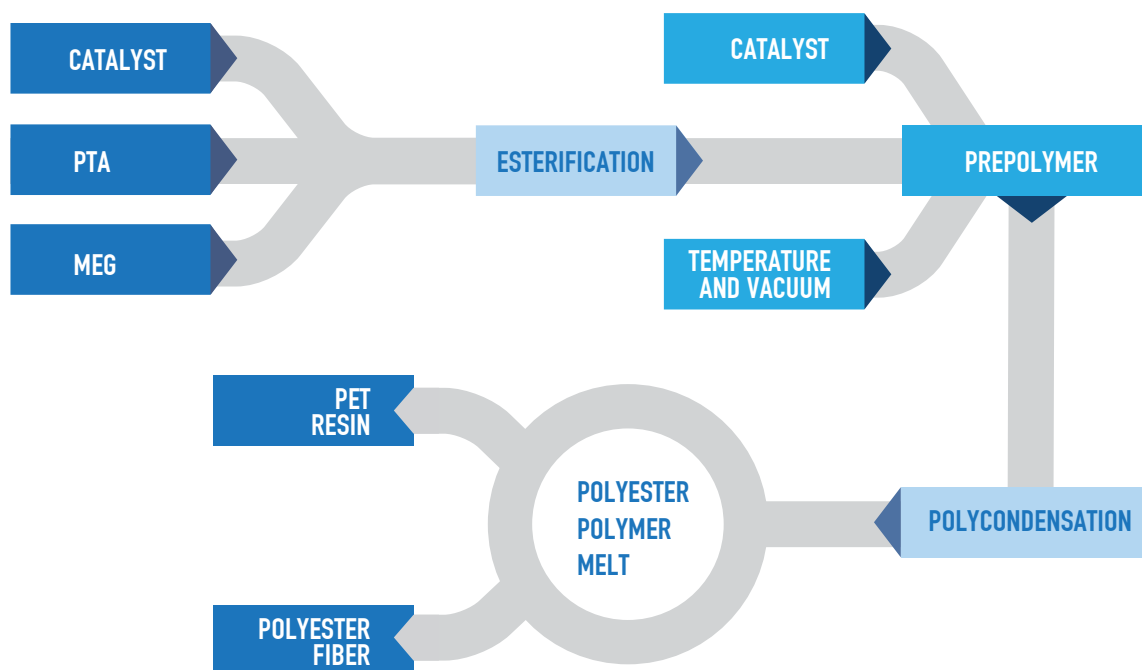 CATALYST
PTA
MEG
ESTERIFICATION
CATALYST
PREPOLYMER
TEMPERATURE
AND VACUUM
POLYCONDENSATION
POLYESTER
POLYMER
MELT
PET
RESIN
POLYESTER
FIBER